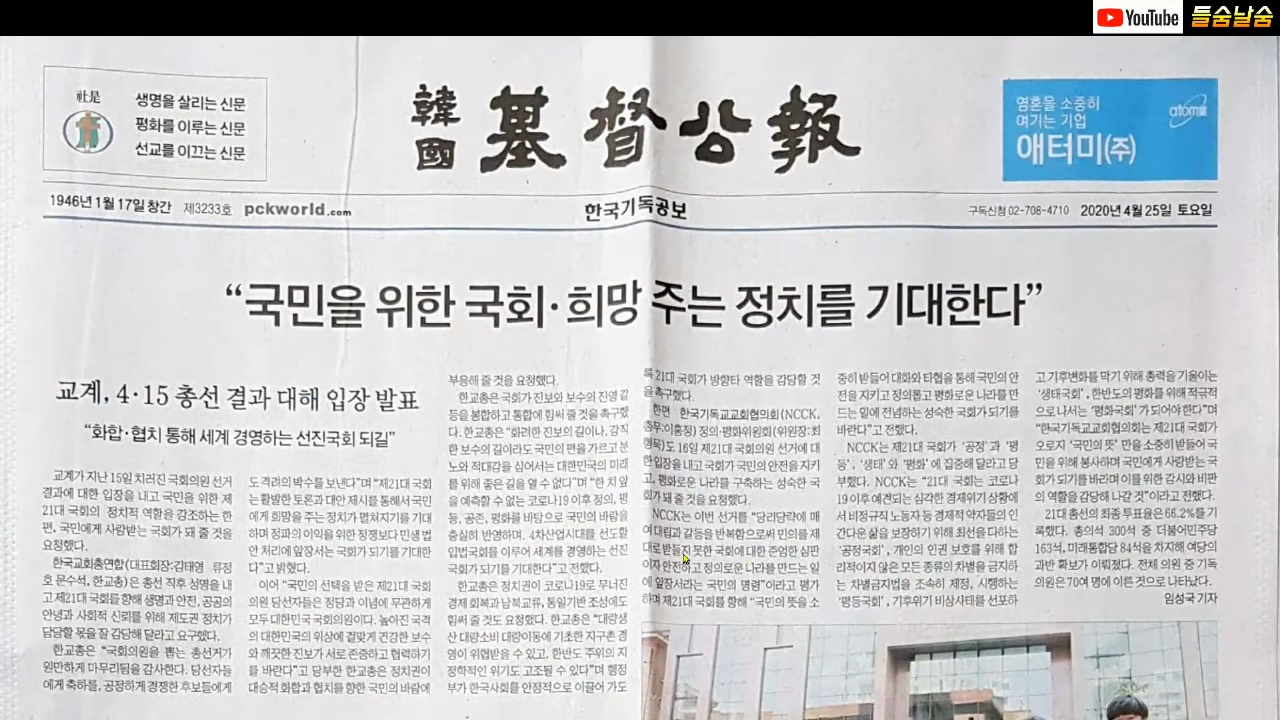 YouTube 들숨날숨
社是
생명을 살리는 신문
평화를 이루는 신문
선교를 이끄는 신문
韓國 基督公報
영혼을 소중히
여기는 기업
atom美
애터미(주)
1946년 1월 17일 창간 제3233호 pckworld.com
한국기독공보
구독신청 02-708-4710 2020년 4월 25일 토요일
“국민을 위한 국회·희망 주는 정치를 기대한다”
교계, 4·15 총선 결과 대해 입장 발표
“화합·협치 통해 세계 경영하는 선진국회 되길”
교계가 지난 15일 치러진 국회의원 선거
결과에 대한 입장을 내고 국민을 위한 제
21대 국회의 정치적 역할을 강조하는 한
편, 국민에게 사랑받는 국회가 돼 줄 것을
요청했다.
한국교회총연합(대표회장:김태영 류정
호 문수석, 한교총)은 총선 직후 성명을 내
고 제21대 국회를 향해 생명과 안전, 공공의
안녕과 사회적 신뢰를 위해 제도권 정치가
담당할 몫을 잘 감당해 달라고 요구했다.
한교총은 “국회의원을 뽑는 총선거가
원만하게 마무리됨을 감사한다. 당선자들
에게 축하를, 공정하게 경쟁한 후보들에게
도 격려의 박수를 보낸다”며 “제21대 국회
는 활발한 토론과 대안 제시를 통해서 국민
에게 희망을 주는 정치가 펼쳐지기를 기대
하며 정파의 이익을 위한 정쟁보다 민생 법
안 처리에 앞장서는 국회가 되기를 기대한
다”고 전했다.
이어 “국민의 선택을 받은 제21대 국회
의원 당선자들은 정당과 이념에 무관하게
모두 대한민국 국회의원이다. 높아진 국격
의 대한민국의 위상에 걸맞게 건강한 보수
와 깨끗한 진보가 서로 존중하고 협력하기
를 바란다”고 당부한 한교총은 정치권이
대승적 화합과 협치를 향한 국민의 바람에
부응해 줄 것을 요청했다.
한교총은 국회가 진보와 보수의 진영 갈
등을 봉합하고 통합에 힘써 줄 것을 촉구했
다. 한교총은 “화려한 진보의 길이나, 감직
한 보수의 길이라도 국민의 편을 가르고 분
노와 적대감을 심어서는 대한민국의 미래
를 위해 좋은 길을 열 수 없다”며 “한 치 앞
을 예측할 수 없는 코로나19 이후 정의, 평
등, 공존, 평화를 바탕으로 국민의 바람을
충실히 반영하며, 4차산업시대를 선도할
입법국회를 이루어 세계를 경영하는 선진
국회가 되기를 기대한다”고 전했다.
한교총은 정치권이 코로나19로 무너진
경제 회복과 남북교류, 통일기반 조성에도
힘써 줄 것도 요청했다. 한교총은 “대량생
산 대량소비 대량이동에 기초한 지구촌 경
영이 위협받을 수 있고, 한반도 주위의 지
정학적인 위기도 고조될 수 있다”며 행정
부가 한국사회를 안정적으로 이끌어 가도
록 21대 국회가 방향타 역할을 감당할 것
을 촉구했다.
한편 한국기독교교회협의회(NCCK,
총무:이홍정) 정의·평화위원회(위원장:최
형묵)도 16일 제21대 국회의원 선거에 대
한 입장을 내고 국회가 국민의 안전을 지키
고, 평화로운 나라를 구축하는 성숙한 국
회가 돼 줄 것을 요청했다.
NCCK는 이번 선거를 “당리당략에 매
여 대립과 갈등을 반복함으로써 민의를 제
대로 받들지 못한 국회에 대한 준엄한 심판
이자 안전하고 정의로운 나라를 만드는 일
에 앞장서라는 국민의 명령”이라고 평가
하며 제21대 국회를 향해 “국민의 뜻을 소
중히 받들어 대화와 타협을 통해 국민의 안
전을 지키고 정의롭고 평화로운 나라를 만
드는 일에 전념하는 성숙한 국회가 되기를
바란다”고 전했다.
NCCK는 제21대 국회가 ‘공정’과 ‘평
등’, ‘생태’와 ‘평화’에 집중해 달라고 당
부했다. NCCK는 “21대 국회는 코로나
19 이후 예견되는 심각한 경제위기 상황에
서 비정규직 노동자 등 경제적 약자들의 인
간다운 삶을 보장하기 위해 최선을 다하는
‘공정국회’, 개인의 인권 보호를 위해 합
리적이지 않은 모든 종류의 차별을 금지하
는 차별금지법을 조속히 제정, 시행하는
‘평등국회’, 기후위기 비상사태를 선포하
고 기후변화를 막기 위해 총력을 기울이는
‘생태국회’, 한반도의 평화를 위해 적극적
으로 나서는 ‘평화국회’가 되어야 한다”며
“한국기독교교회협의회는 제21대 국회가
오로지 ‘국민의 뜻’ 만을 소중히 받들어 국
민을 위해 봉사하며 국민에게 사랑받는 국
회가 되기를 바라며 이를 위한 감시와 비판
의 역할을 감당해 나갈 것”이라고 전했다.
21대 총선의 최종 투표율은 66.2%를 기
록했다. 총의석 300석 중 더불어민주당
163석, 미래통합당 84석을 차지해 여당의
과반 확보가 이뤄졌다. 전체 의원 중 기독
의원은 70여 명에 이른 것으로 나타났다.
임성국 기자